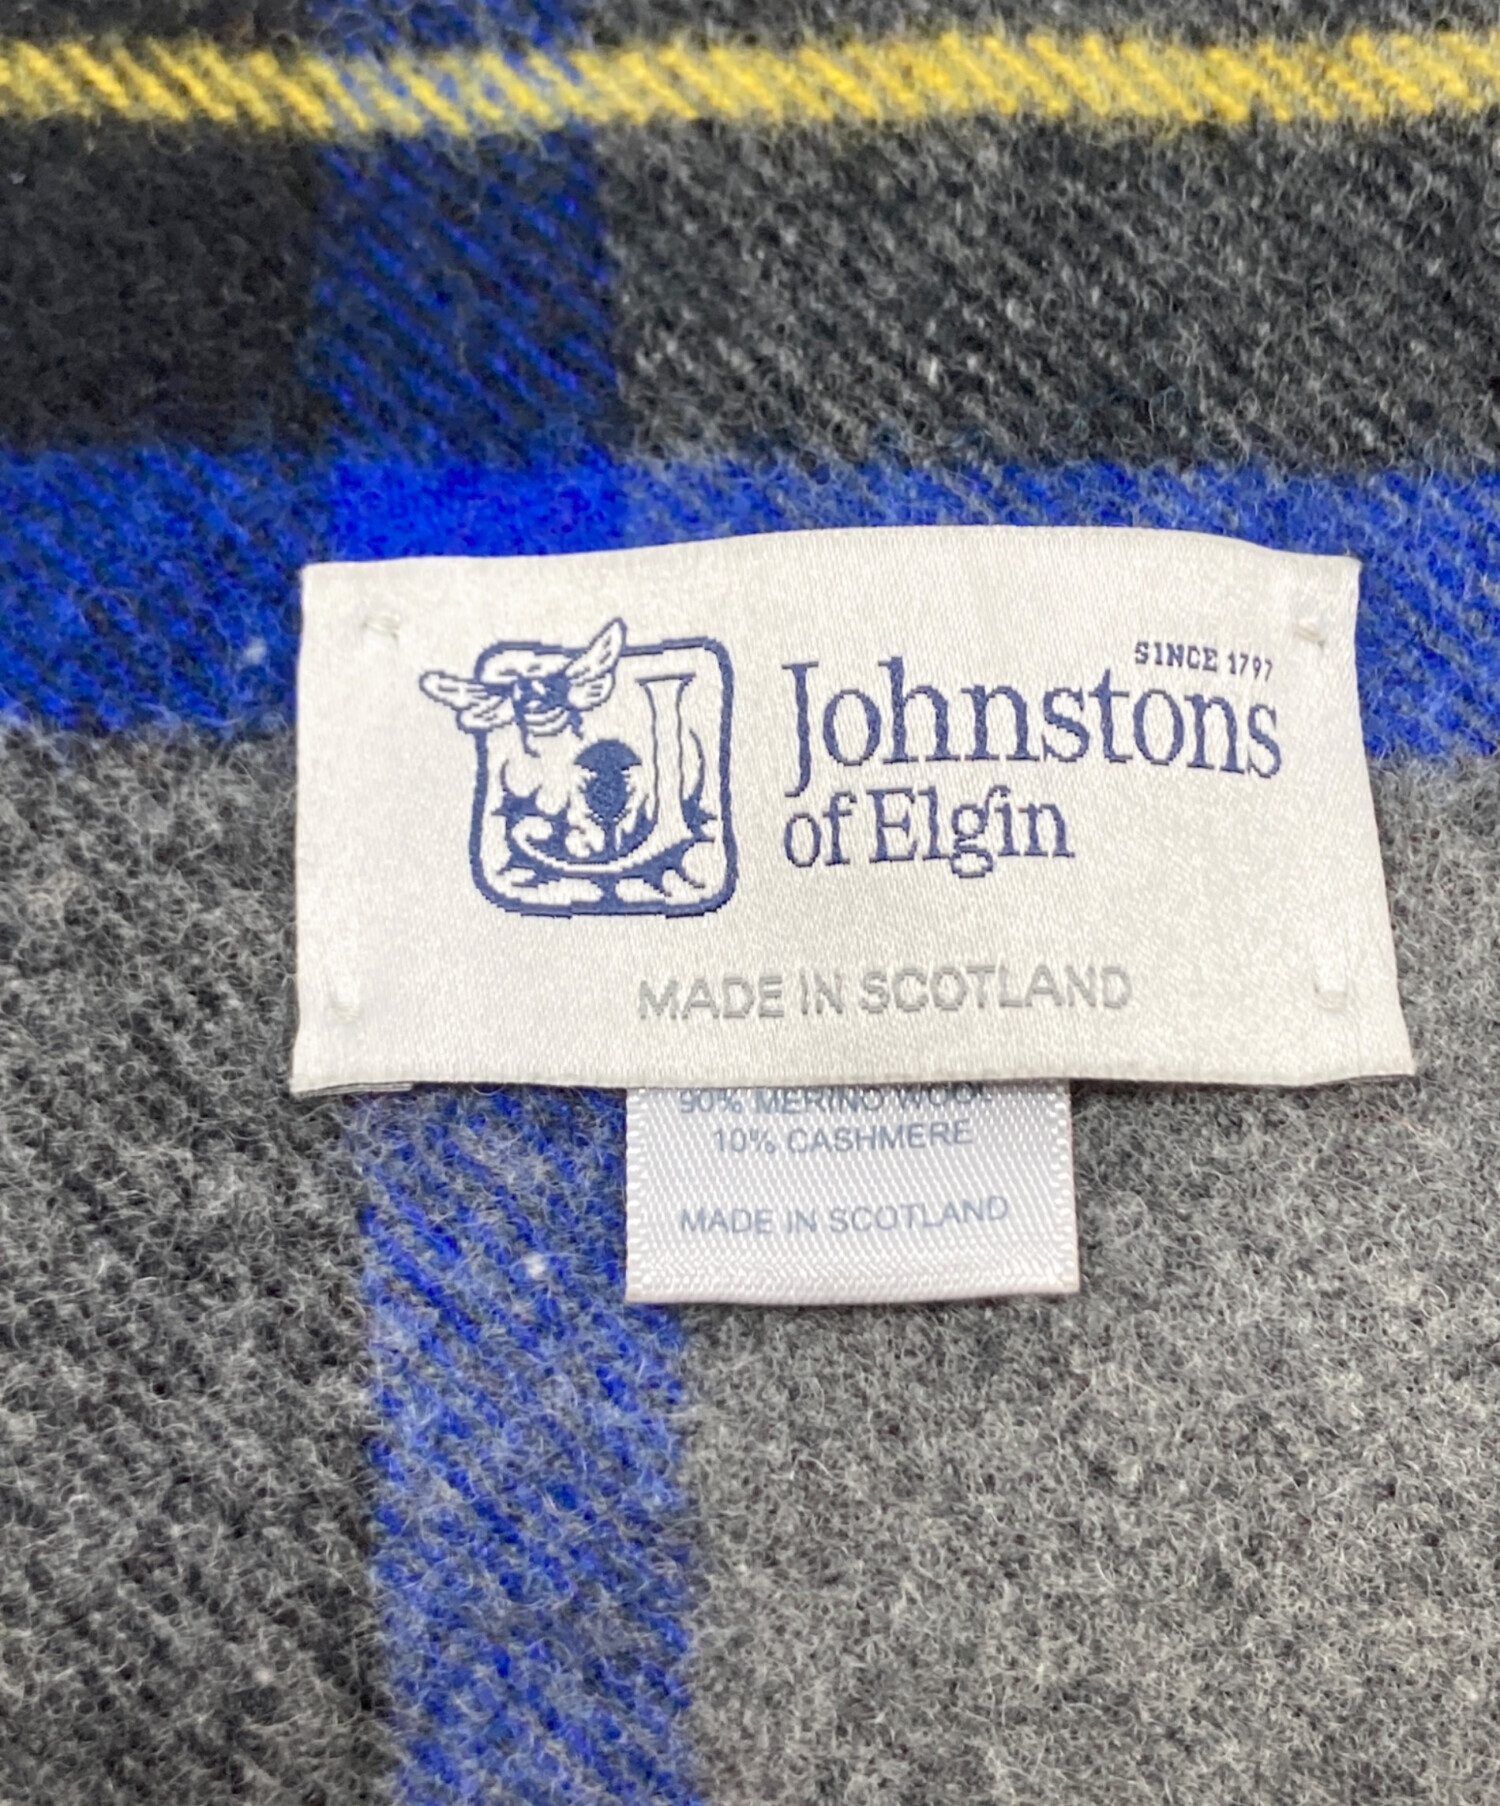 SINCE 1797
Johnstons
of Elgin
MADE IN SCOTLAND
90% MERINO WOOL
10% CASHMERE
MADE IN SCOTLAND